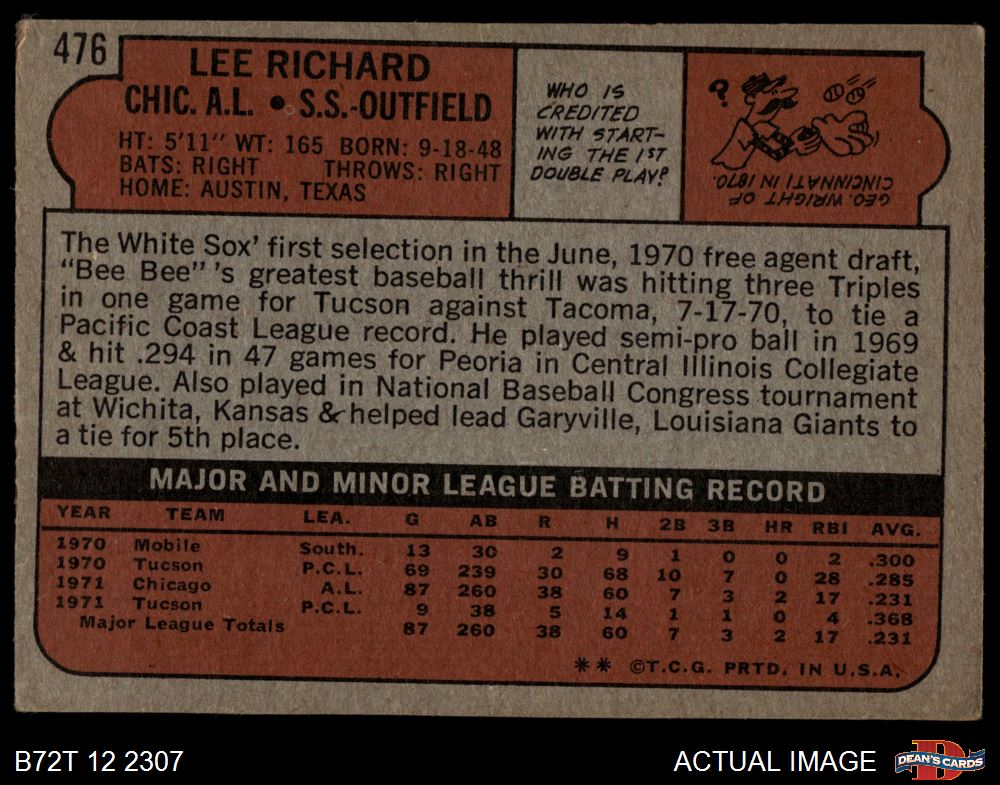 476
LEE RICHARD
CHIC. A.L. • S.S.-OUTFIELD
HT: 5'11" WT: 165 BORN: 9-18-48
BATS: RIGHT THROWS: RIGHT
HOME: AUSTIN, TEXAS
WHO IS
CREDITED
WITH START-
ING THE 1ST
DOUBLE PLAY?
?
GEO. WRIGHT OF
CINCINNATI IN 1870.
The White Sox' first selection in the June, 1970 free agent draft,
"Bee Bee" 's greatest baseball thrill was hitting three Triples
in one game for Tucson against Tacoma, 7-17-70, to tie a
Pacific Coast League record. He played semi-pro ball in 1969
& hit .294 in 47 games for Peoria in Central Illinois Collegiate
League. Also played in National Baseball Congress tournament
at Wichita, Kansas & helped lead Garyville, Louisiana Giants to
a tie for 5th place.
MAJOR AND MINOR LEAGUE BATTING RECORD
YEAR TEAM LEA. G AB R H 2B 3B HR RBI AVG.
1970 Mobile South. 13 30 2 9 1 0 0 2 .300
1970 Tucson P.C.L. 69 239 30 68 10 7 0 28 .285
1971 Chicago A.L. 87 260 38 60 7 3 2 17 .231
1971 Tucson P.C.L. 9 38 5 14 1 1 0 4 .368
Major League Totals 87 260 38 60 7 3 2 17 .231
** ©T.C.G. PRTD. IN U.S.A.
B72T 12 2307
ACTUAL IMAGE
DEAN'S CARDS